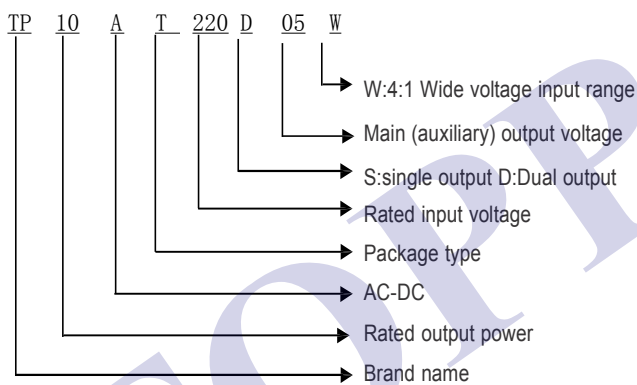 TP 10 A T 220 D 05 W
W:4:1 Wide voltage input range
Main (auxiliary) output voltage
S:single output D:Dual output
Rated input voltage
Package type
AC-DC
Rated output power
Brand name